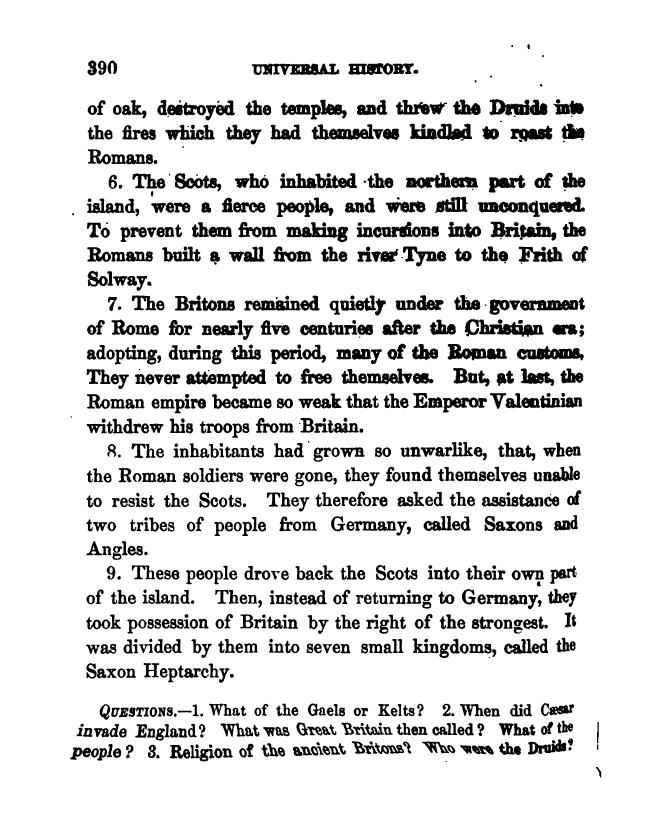 390 UNIVERSAL HISTORY.
of oak, destroyed the temples, and threw the Druids into
the fires which they had themselves kindled to roast the
Romans.
6. The Scots, who inhabited the northern part of the
island, were a fierce people, and were still unconquered.
To prevent them from making incursions into Britain, the
Romans built a wall from the river Tyne to the Frith of
Solway.
7. The Britons remained quietly under the government
of Rome for nearly five centuries after the Christian era;
adopting, during this period, many of the Roman customs.
They never attempted to free themselves. But, at last, the
Roman empire became so weak that the Emperor Valentinian
withdrew his troops from Britain.
8. The inhabitants had grown so unwarlike, that, when
the Roman soldiers were gone, they found themselves unable
to resist the Scots. They therefore asked the assistance of
two tribes of people from Germany, called Saxons and
Angles.
9. These people drove back the Scots into their own part
of the island. Then, instead of returning to Germany, they
took possession of Britain by the right of the strongest. It
was divided by them into seven small kingdoms, called the
Saxon Heptarchy.
QUESTIONS.—1. What of the Gaels or Kelts? 2. When did Cæsar
invade England? What was Great Britain then called? What of the
people? 3. Religion of the ancient Britons? Who were the Druids?